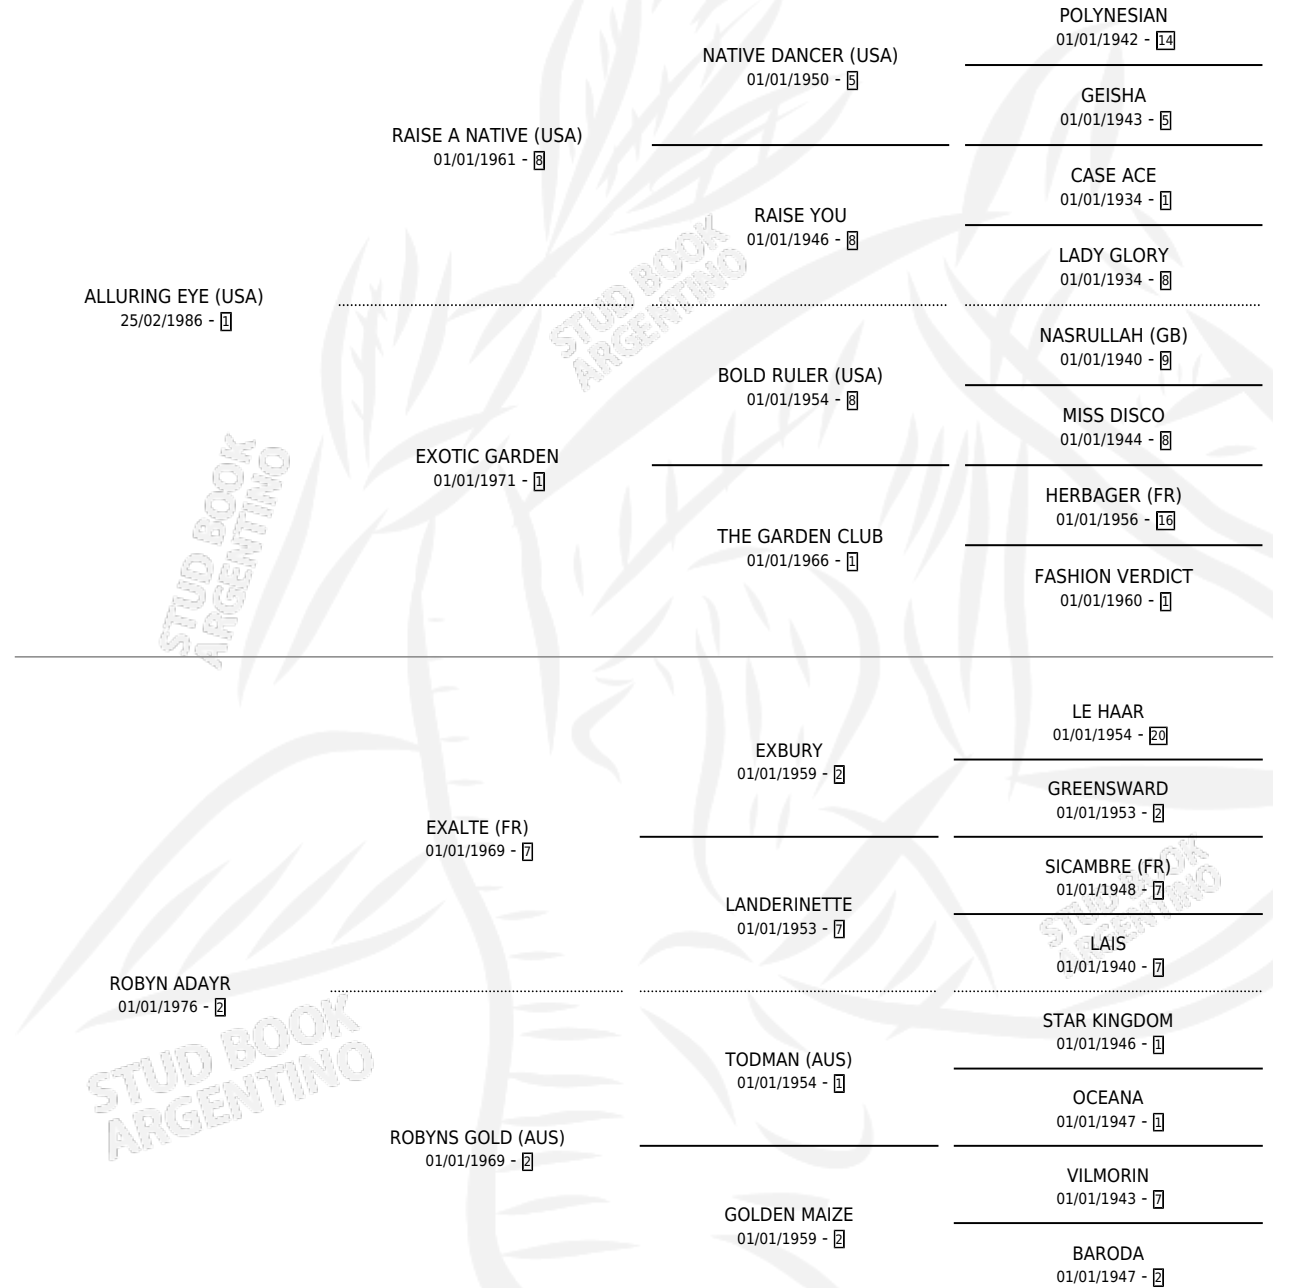 POLYNESIAN
01/01/1942 - 14
NATIVE DANCER (USA)
01/01/1950 - 5
GEISHA
01/01/1943 - 5
RAISE A NATIVE (USA)
01/01/1961 - 8
CASE ACE
01/01/1934 - 1
RAISE YOU
01/01/1946 - 8
LADY GLORY
01/01/1934 - 8
ALLURING EYE (USA)
25/02/1986 - 1
STUD BOOK
ARGENTINO
NASRULLAH (GB)
01/01/1940 - 9
BOLD RULER (USA)
01/01/1954 - 8
MISS DISCO
01/01/1944 - 8
EXOTIC GARDEN
01/01/1971 - 1
HERBAGER (FR)
01/01/1956 - 16
THE GARDEN CLUB
01/01/1966 - 1
FASHION VERDICT
01/01/1960 - 1
STUD BOOK
ARGENTINO
LE HAAR
01/01/1954 - 20
EXBURY
01/01/1959 - 2
GREENSWARD
01/01/1953 - 2
EXALTE (FR)
01/01/1969 - 7
SICAMBRE (FR)
01/01/1948 - 7
LANDERINETTE
01/01/1953 - 7
LAIS
01/01/1940 - 7
STUD BOOK
ARGENTINO
ROBYN ADAYR
01/01/1976 - 2
STAR KINGDOM
01/01/1946 - 1
TODMAN (AUS)
01/01/1954 - 1
OCEANA
01/01/1947 - 1
STUD BOOK
ARGENTINO
ROBYNS GOLD (AUS)
01/01/1969 - 2
VILMORIN
01/01/1943 - 7
GOLDEN MAIZE
01/01/1959 - 2
BARODA
01/01/1947 - 2